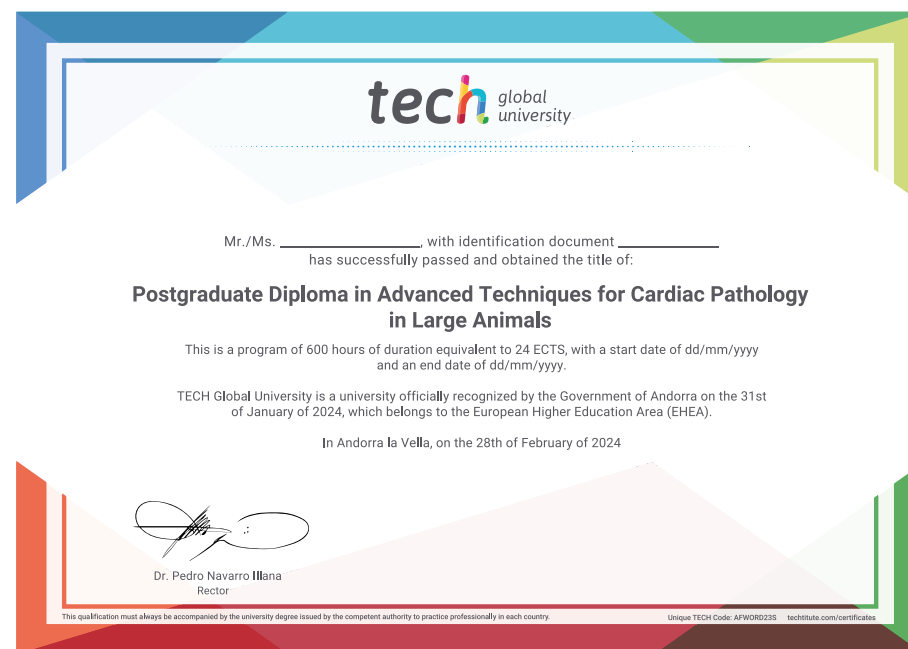 tech global university
Mr./Ms. ____________, with identification document ____________
has successfully passed and obtained the title of:
Postgraduate Diploma in Advanced Techniques for Cardiac Pathology
in Large Animals
This is a program of 600 hours of duration equivalent to 24 ECTS, with a start date of dd/mm/yyyy
and an end date of dd/mm/yyyy.
TECH Global University is a university officially recognized by the Government of Andorra on the 31st
of January of 2024, which belongs to the European Higher Education Area (EHEA).
In Andorra la Vella, on the 28th of February of 2024
Dr. Pedro Navarro Illana
Rector
This qualification must always be accompanied by the university degree issued by the competent authority to practice professionally in each country.
Unique TECH Code: AFWORD23S techtitute.com/certificates